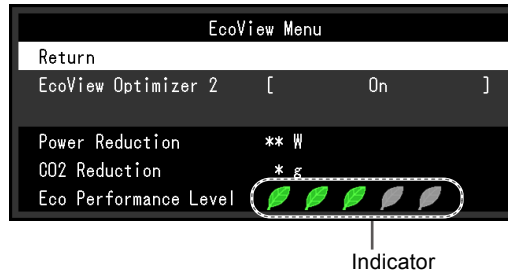 EcoView Menu
Return
EcoView Optimizer 2 [ On ]
Power Reduction ** W
CO2 Reduction * g
Eco Performance Level
Indicator